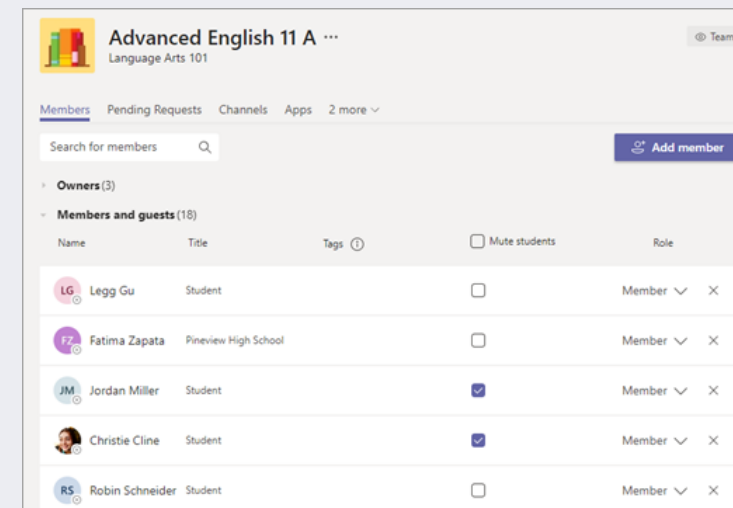 Advanced English 11 A ...
Language Arts 101
Team
Members Pending Requests Channels Apps 2 more
Search for members
Add member
Owners (3)
Members and guests (18)
Name Title Tags Mute students Role
LG Legg Gu Student Member
FZ Fatima Zapata Pineview High School Member
JM Jordan Miller Student Member
Christie Cline Student Member
RS Robin Schneider Student Member